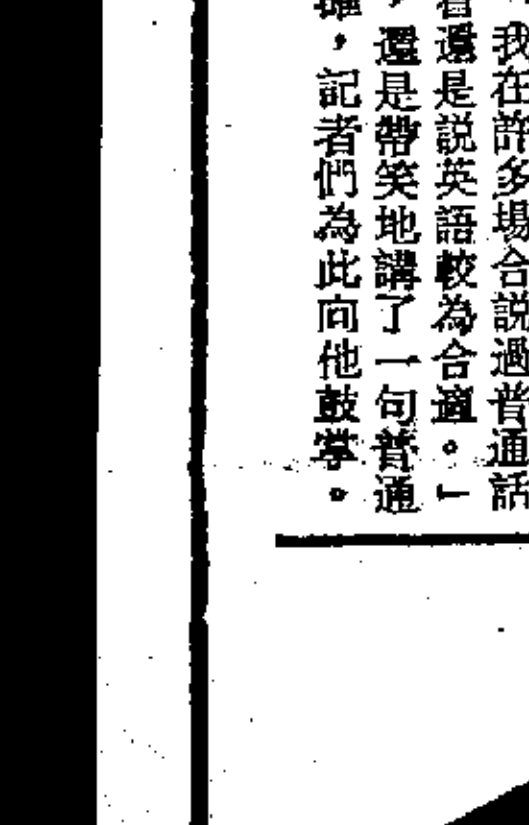 我在許多場合說過普通話
還是說英語較為合適。」
，還是帶笑地講了一句普通
，記者們為此向他鼓掌。